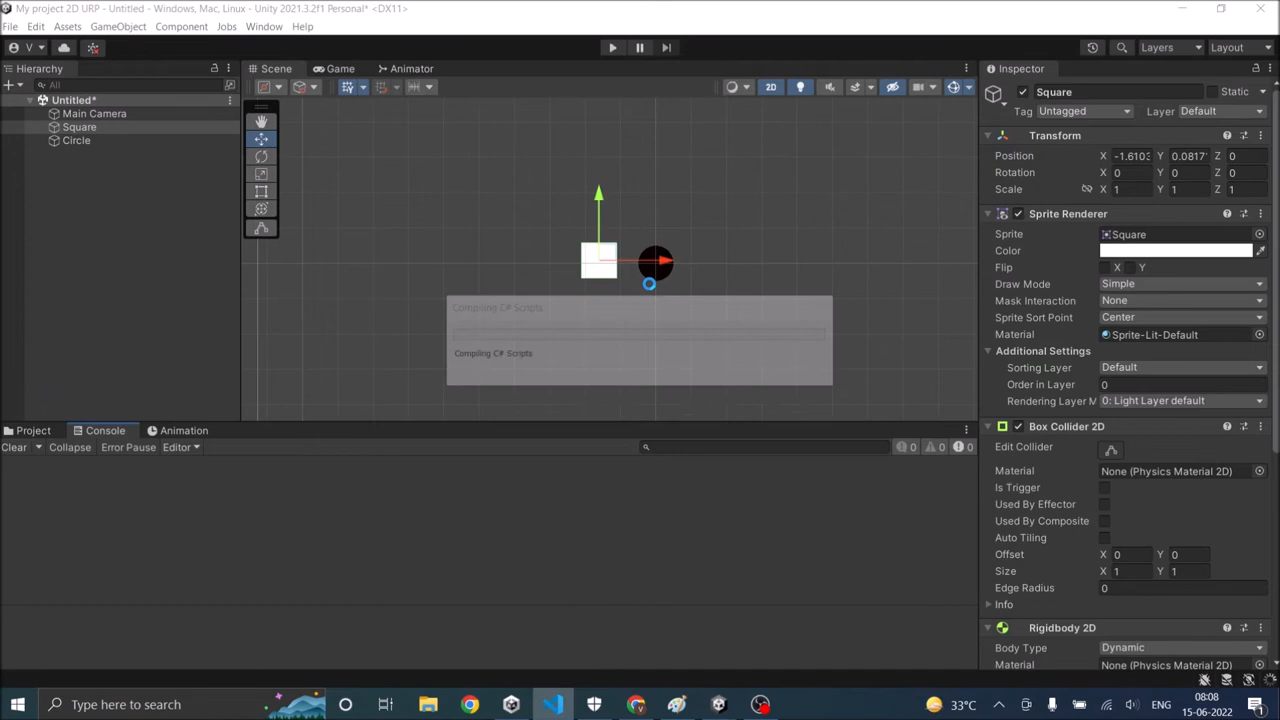 My project 2D URP - Untitled - Windows, Mac, Linux - Unity 2021.3.2f1 Personal* <DX11>
File Edit Assets GameObject Component Jobs Window Help
V Layers Layout
Hierarchy Scene Game Animator Inspector
All
Untitled*
Main Camera
Square
Circle
2D
Square Static
Tag Untagged Layer Default
Transform
Position X -1.6103 Y 0.0817 Z 0
Rotation X 0 Y 0 Z 0
Scale X 1 Y 1 Z 1
Sprite Renderer
Sprite Square
Color
Flip X Y
Draw Mode Simple
Mask Interaction None
Sprite Sort Point Center
Material Sprite-Lit-Default
Additional Settings
Sorting Layer Default
Order in Layer 0
Rendering Layer M 0: Light Layer default
Box Collider 2D
Edit Collider
Material None (Physics Material 2D)
Is Trigger
Used By Effector
Used By Composite
Auto Tiling
Offset X 0 Y 0
Size X 1 Y 1
Edge Radius 0
Info
Rigidbody 2D
Body Type Dynamic
Material None (Physics Material 2D)
Compiling C# Scripts
Compiling C# Scripts
Project Console Animation
Clear Collapse Error Pause Editor 0 0 0
Type here to search
33°C ENG 08:08 15-06-2022 1